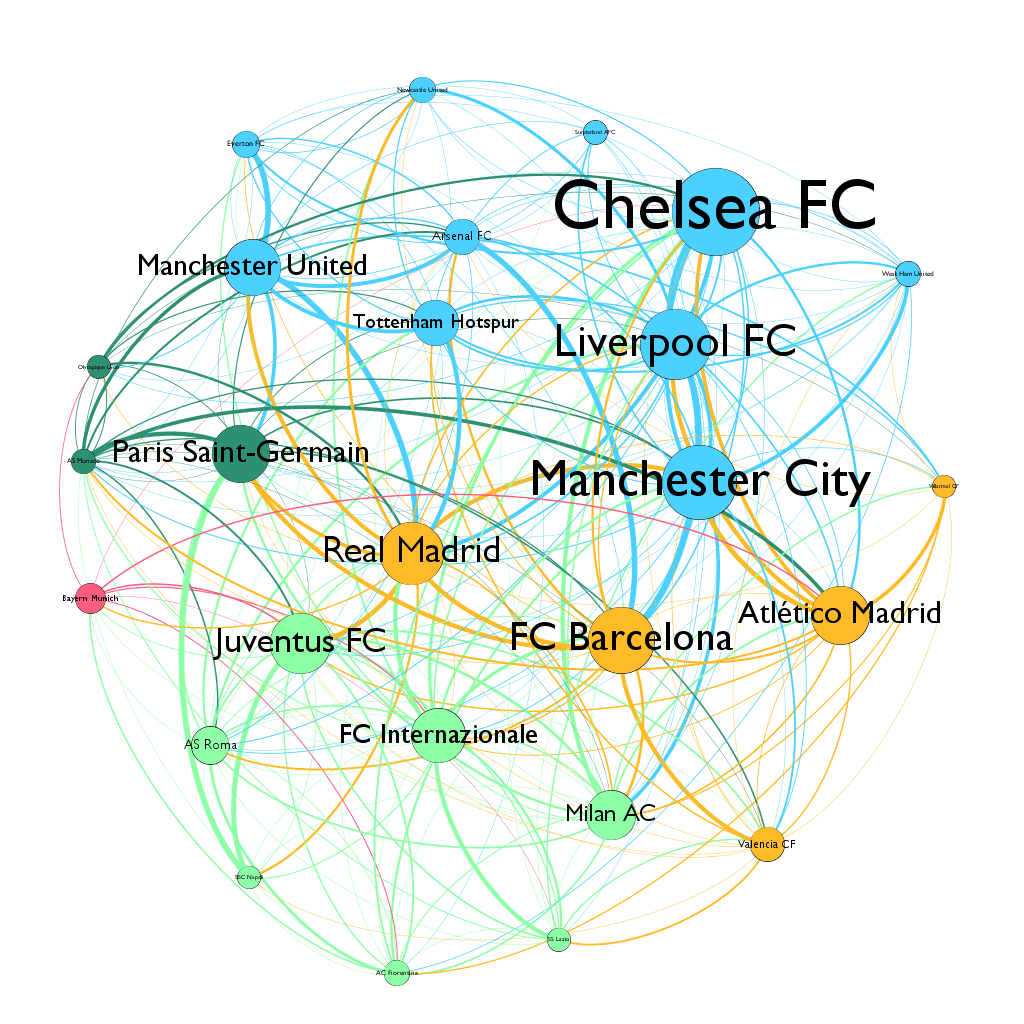 Newcastle United
Sunderland AFC
Everton FC
Chelsea FC
Arsenal FC
Manchester United
West Ham United
Tottenham Hotspur
Liverpool FC
Olympique Lyon
Paris Saint-Germain
AS Monaco
Manchester City
Villarreal CF
Real Madrid
Bayern Munich
Atlético Madrid
FC Barcelona
Juventus FC
FC Internazionale
AS Roma
Milan AC
Valencia CF
SSC Napoli
SS Lazio
AC Fiorentina